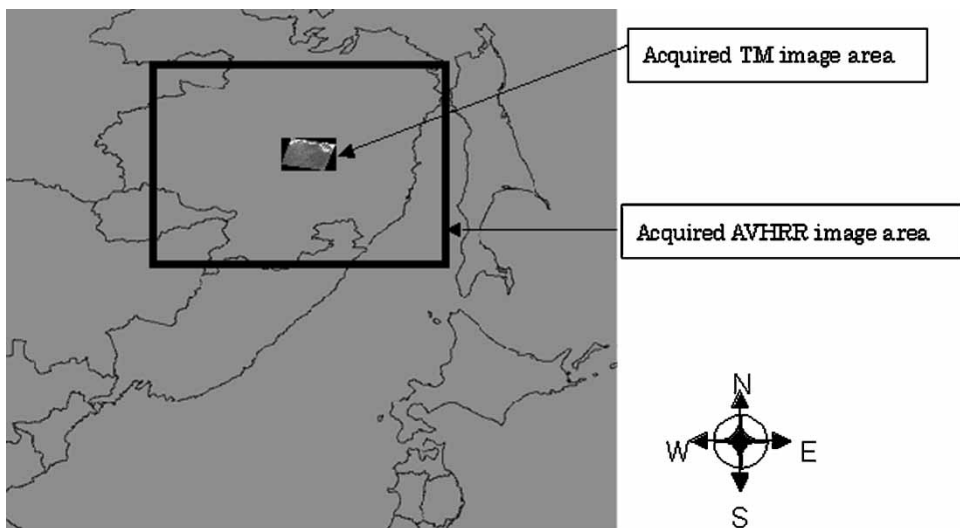 Acquired TM image area
Acquired AVHRR image area
N
W E
S